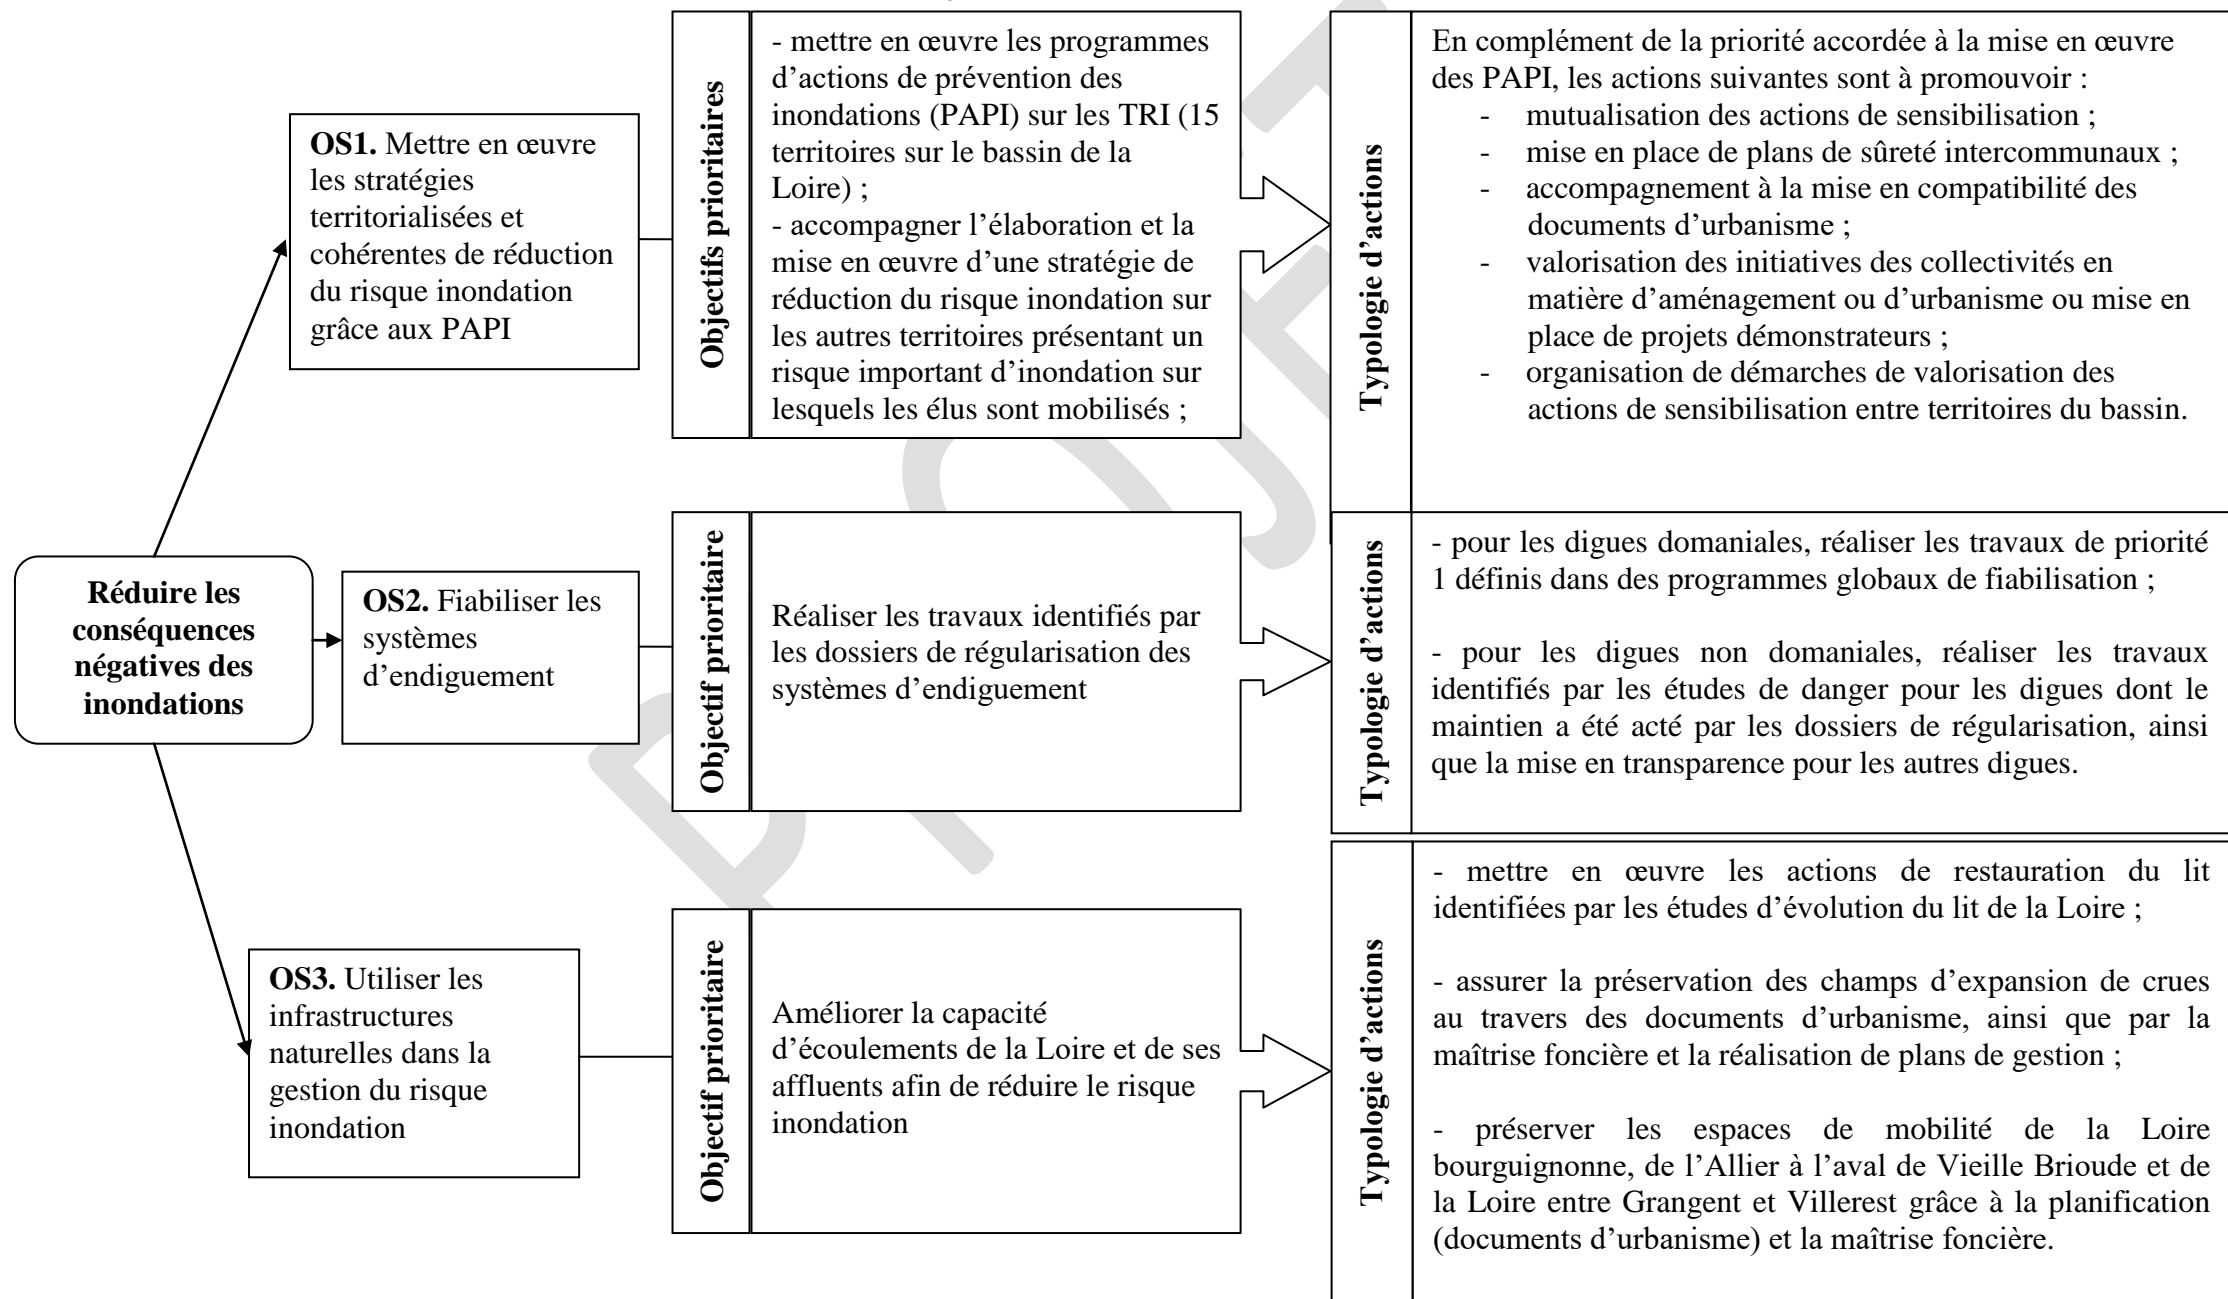 Réduire les
conséquences
négatives des
inondations
OS1. Mettre en œuvre
les stratégies
territorialisées et
cohérentes de réduction
du risque inondation
grâce aux PAPI
Objectifs prioritaires
- mettre en œuvre les programmes
d’actions de prévention des
inondations (PAPI) sur les TRI (15
territoires sur le bassin de la
Loire) ;
- accompagner l’élaboration et la
mise en œuvre d’une stratégie de
réduction du risque inondation sur
les autres territoires présentant un
risque important d’inondation sur
lesquels les élus sont mobilisés ;
Typologie d’actions
En complément de la priorité accordée à la mise en œuvre
des PAPI, les actions suivantes sont à promouvoir :
- mutualisation des actions de sensibilisation ;
- mise en place de plans de sûreté intercommunaux ;
- accompagnement à la mise en compatibilité des
documents d’urbanisme ;
- valorisation des initiatives des collectivités en
matière d’aménagement ou d’urbanisme ou mise en
place de projets démonstrateurs ;
- organisation de démarches de valorisation des
actions de sensibilisation entre territoires du bassin.
OS2. Fiabiliser les
systèmes
d’endiguement
Objectif prioritaire
Réaliser les travaux identifiés par
les dossiers de régularisation des
systèmes d’endiguement
Typologie d’actions
- pour les digues domaniales, réaliser les travaux de priorité
1 définis dans des programmes globaux de fiabilisation ;
- pour les digues non domaniales, réaliser les travaux
identifiés par les études de danger pour les digues dont le
maintien a été acté par les dossiers de régularisation, ainsi
que la mise en transparence pour les autres digues.
OS3. Utiliser les
infrastructures
naturelles dans la
gestion du risque
inondation
Objectif prioritaire
Améliorer la capacité
d’écoulements de la Loire et de ses
affluents afin de réduire le risque
inondation
Typologie d’actions
- mettre en œuvre les actions de restauration du lit
identifiées par les études d’évolution du lit de la Loire ;
- assurer la préservation des champs d’expansion de crues
au travers des documents d’urbanisme, ainsi que par la
maîtrise foncière et la réalisation de plans de gestion ;
- préserver les espaces de mobilité de la Loire
bourguignonne, de l’Allier à l’aval de Vieille Brioude et de
la Loire entre Grangent et Villerest grâce à la planification
(documents d’urbanisme) et la maîtrise foncière.